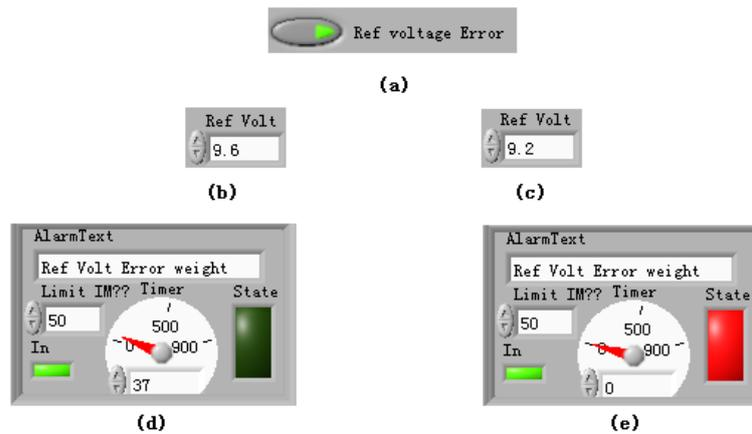 Ref voltage Error
(a)
Ref Volt
9.6
(b)
Ref Volt
9.2
(c)
AlarmText
Ref Volt Error weight
Limit IM?? Timer State
50
500
0 900
In
37
(d)
AlarmText
Ref Volt Error weight
Limit IM?? Timer State
50
500
0 900
In
0
(e)